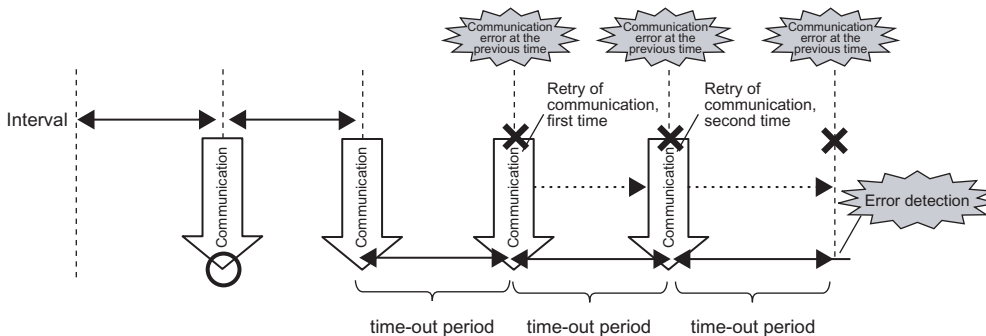 Communication
error at the
previous time
Communication
error at the
previous time
Communication
error at the
previous time
Retry of
communication,
first time
Retry of
communication,
second time
Interval
Communication
Communication
Communication
Communication
Error detection
time-out period
time-out period
time-out period